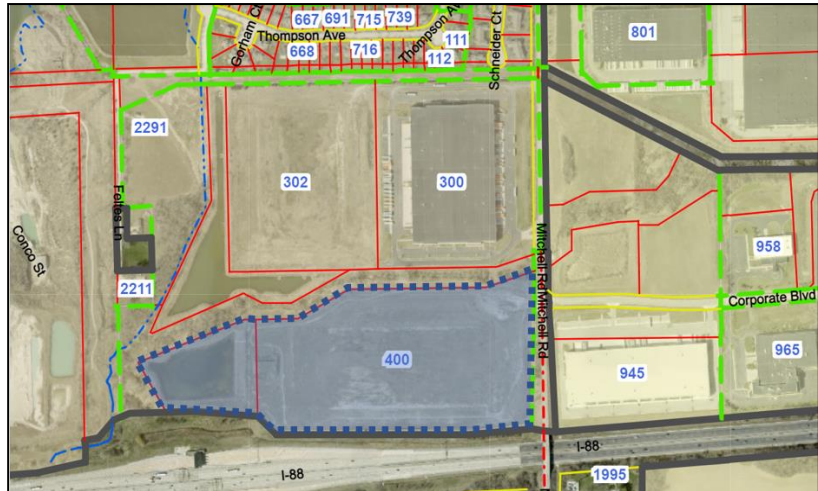 667 691 715 739
Thompson Ave
Thompson Av
Gorham Ct
668
716
111
112
Schneider Ct
801
2291
302
300
Feltes Ln
Conco St
2211
Mitchell Rd
Mitchell Rd
958
Corporate Blvd
400
945
965
I-88
I-88
1995